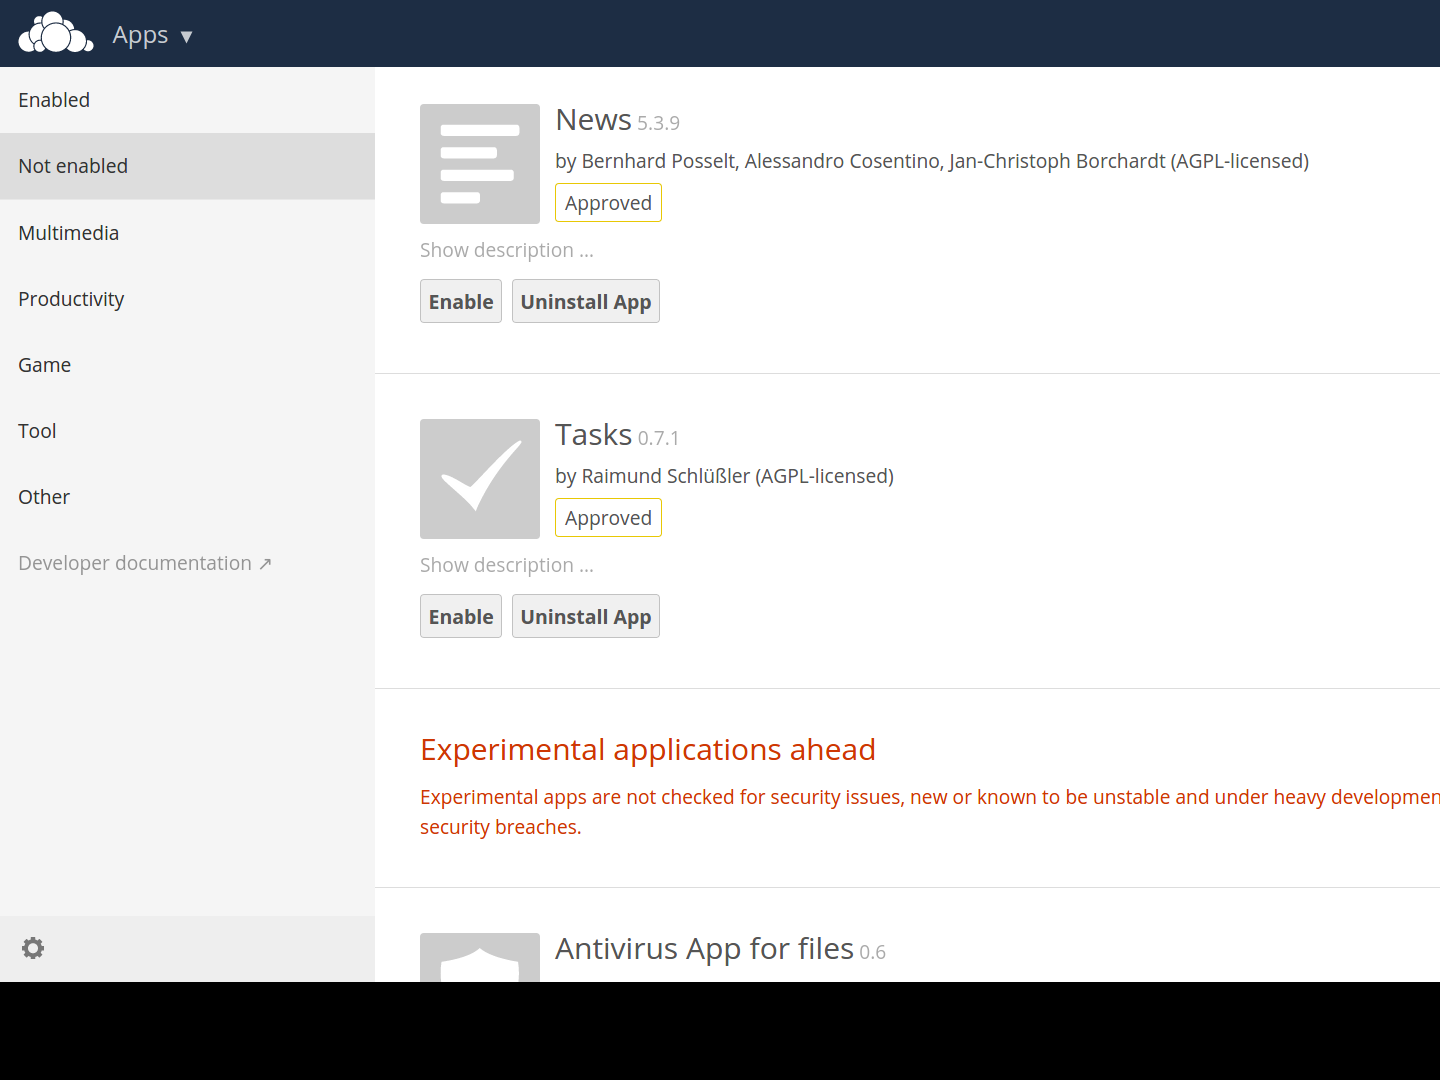 Apps ▾
Enabled
Not enabled
Multimedia
Productivity
Game
Tool
Other
Developer documentation ↗
News 5.3.9
by Bernhard Posselt, Alessandro Cosentino, Jan-Christoph Borchardt (AGPL-licensed)
Approved
Show description ...
Enable Uninstall App
Tasks 0.7.1
by Raimund Schlüßler (AGPL-licensed)
Approved
Show description ...
Enable Uninstall App
Experimental applications ahead
Experimental apps are not checked for security issues, new or known to be unstable and under heavy developmen
security breaches.
Antivirus App for files 0.6